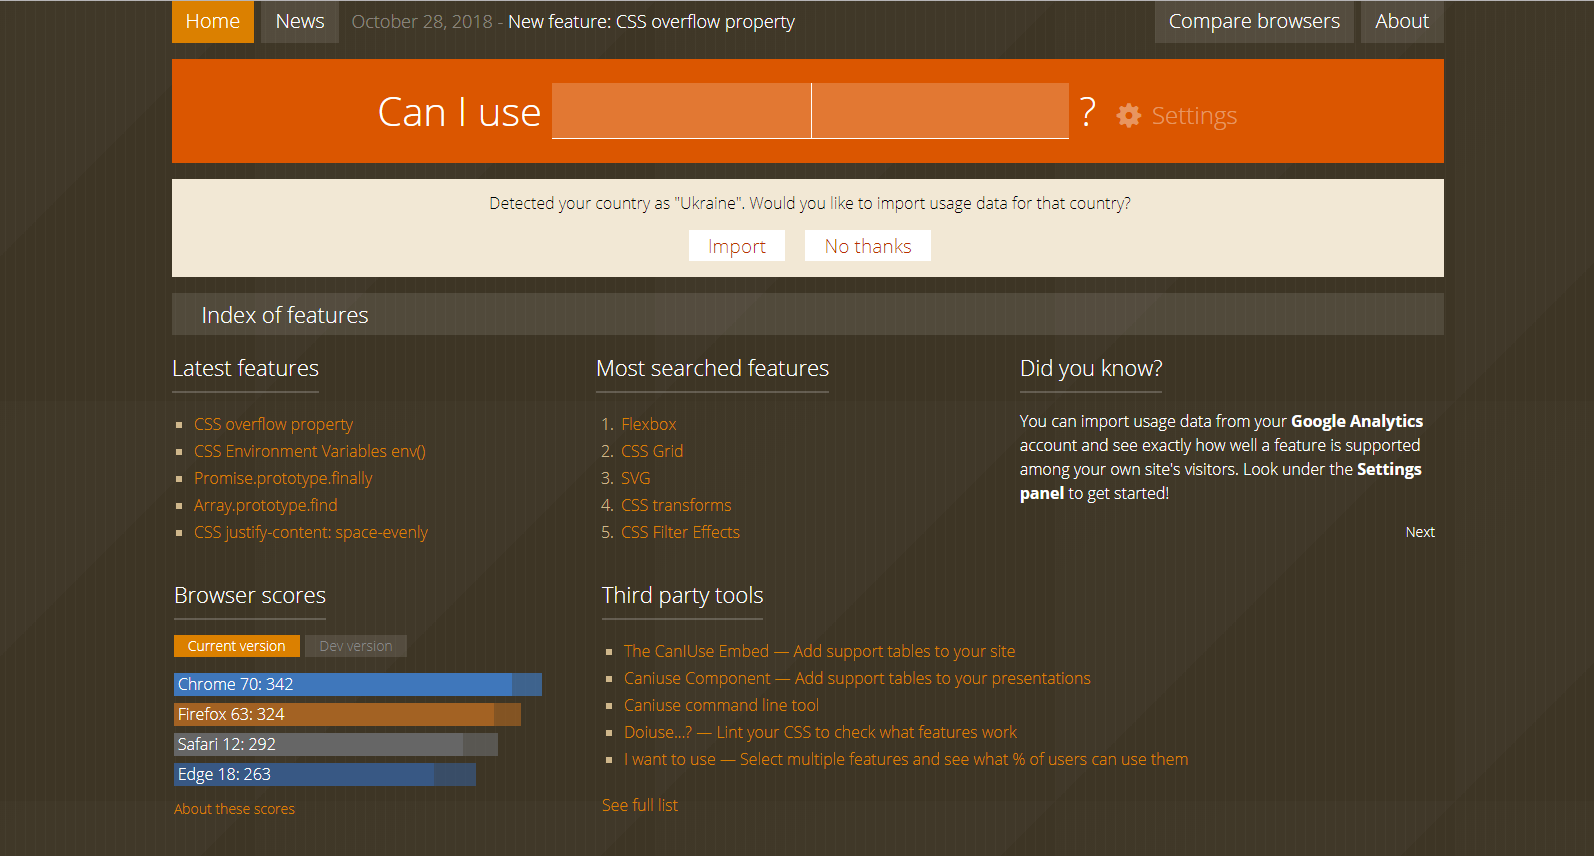 Home
News
October 28, 2018 - New feature: CSS overflow property
Compare browsers
About
Can I use
?
Settings
Detected your country as "Ukraine". Would you like to import usage data for that country?
Import
No thanks
Index of features
Latest features
CSS overflow property
CSS Environment Variables env()
Promise.prototype.finally
Array.prototype.find
CSS justify-content: space-evenly
Most searched features
1. Flexbox
2. CSS Grid
3. SVG
4. CSS transforms
5. CSS Filter Effects
Did you know?
You can import usage data from your Google Analytics
account and see exactly how well a feature is supported
among your own site's visitors. Look under the Settings
panel to get started!
Next
Browser scores
Current version
Dev version
Chrome 70: 342
Firefox 63: 324
Safari 12: 292
Edge 18: 263
About these scores
Third party tools
The CanIUse Embed — Add support tables to your site
Caniuse Component — Add support tables to your presentations
Caniuse command line tool
Doiuse...? — Lint your CSS to check what features work
I want to use — Select multiple features and see what % of users can use them
See full list